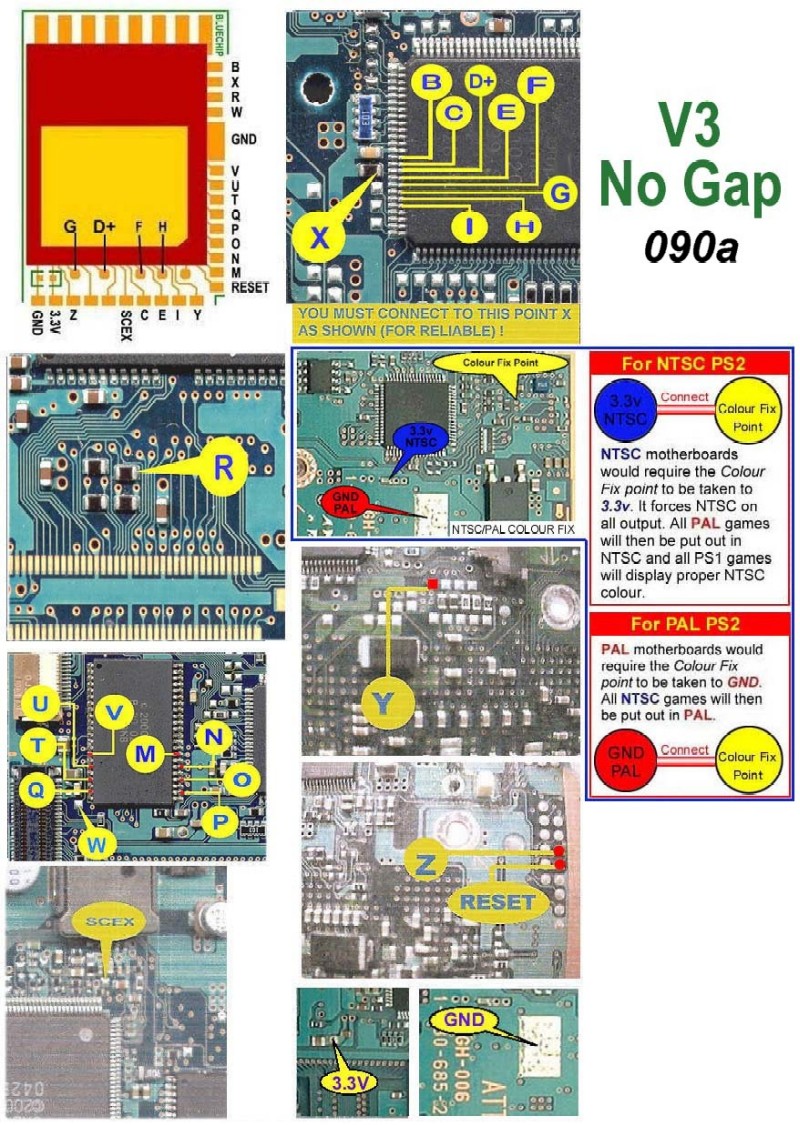 B.UECHIP
B
X
R
W
GND
V
U
T
Q
P
O
N
M
RESET
G D+ F H
GND
3.3V
Z
SCEX
C
E
I
Y
B
D+
F
C
E
G
X
I
H
YOU MUST CONNECT TO THIS POINT X
AS SHOWN (FOR RELIABLE) !
V3
No Gap
090a
R
Colour Fix Point
3.3v
NTSC
GND
PAL
NTSC/PAL COLOUR FIX
For NTSC PS2
3.3v
NTSC
Connect
Colour Fix
Point
NTSC motherboards
would require the Colour
Fix point to be taken to
3.3v. It forces NTSC on
all output. All PAL games
will then be put out in
NTSC and all PS1 games
will display proper NTSC
colour.
For PAL PS2
PAL motherboards would
require the Colour Fix
point to be taken to GND.
All NTSC games will then
be put out in PAL.
GND
PAL
Connect
Colour Fix
Point
Y
U
V
T
M
N
Q
O
P
W
Z
RESET
SCEX
3.3V
GND
GH-006
-685-
ATT